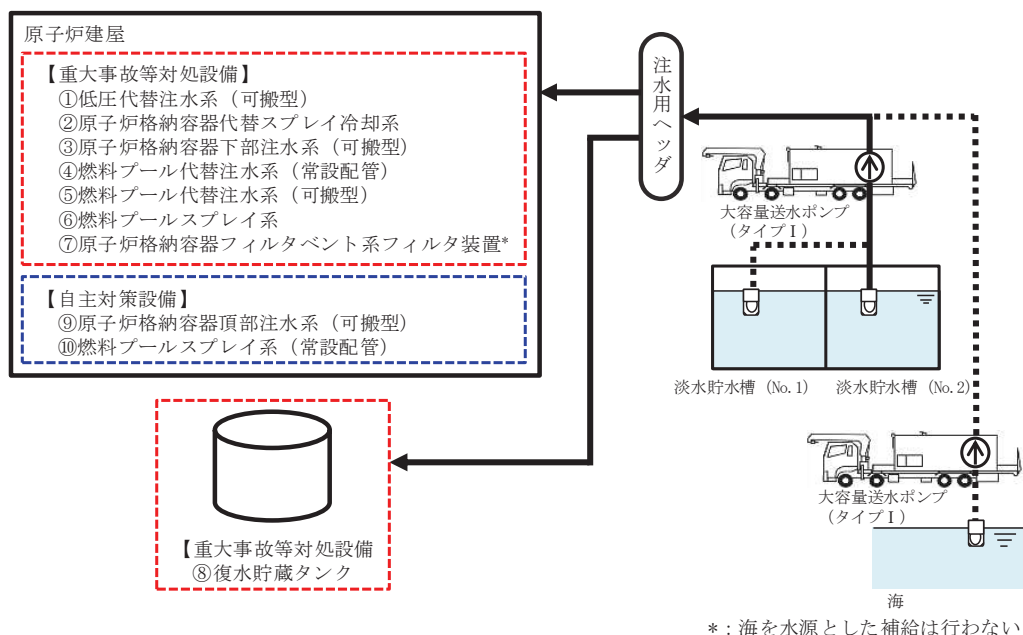 原子炉建屋
【重大事故等対処設備】
①低圧代替注水系（可搬型）
②原子炉格納容器代替スプレイ冷却系
③原子炉格納容器下部注水系（可搬型）
④燃料プール代替注水系（常設配管）
⑤燃料プール代替注水系（可搬型）
⑥燃料プールスプレイ系
⑦原子炉格納容器フィルタベント系フィルタ装置*
【自主対策設備】
⑨原子炉格納容器頂部注水系（可搬型）
⑩燃料プールスプレイ系（常設配管）
【重大事故等対処設備
⑧復水貯蔵タンク
注水用ヘッダ
大容量送水ポンプ
（タイプⅠ）
淡水貯水槽（No.1）
淡水貯水槽（No.2）
大容量送水ポンプ
（タイプⅠ）
海
*：海を水源とした補給は行わない